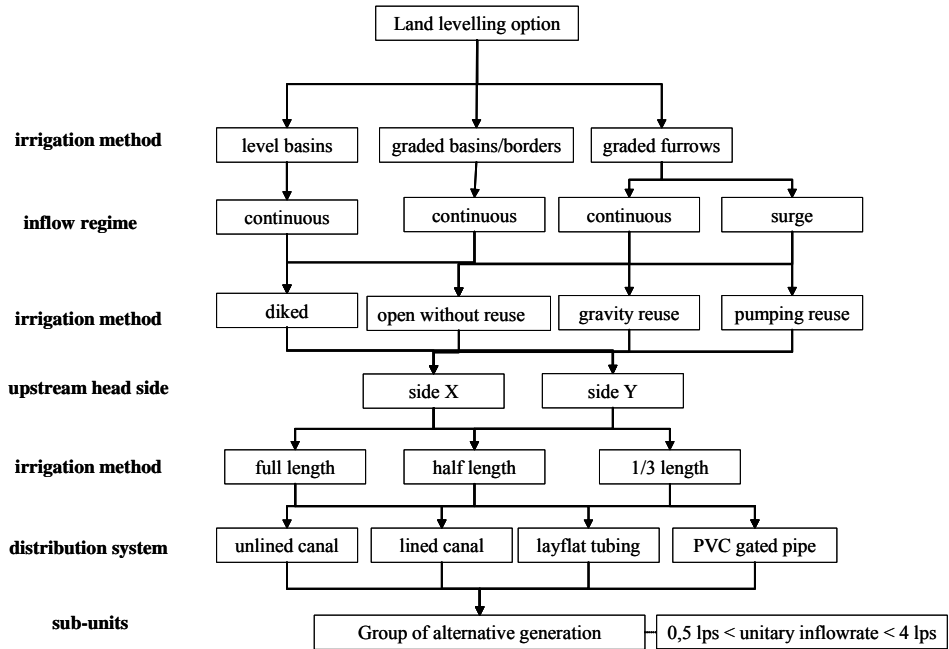 Land levelling option
irrigation method
level basins
graded basins/borders
graded furrows
inflow regime
continuous
continuous
continuous
surge
irrigation method
diked
open without reuse
gravity reuse
pumping reuse
upstream head side
side X
side Y
irrigation method
full length
half length
1/3 length
distribution system
unlined canal
lined canal
layflat tubing
PVC gated pipe
sub-units
Group of alternative generation
0,5 lps < unitary inflowrate < 4 lps